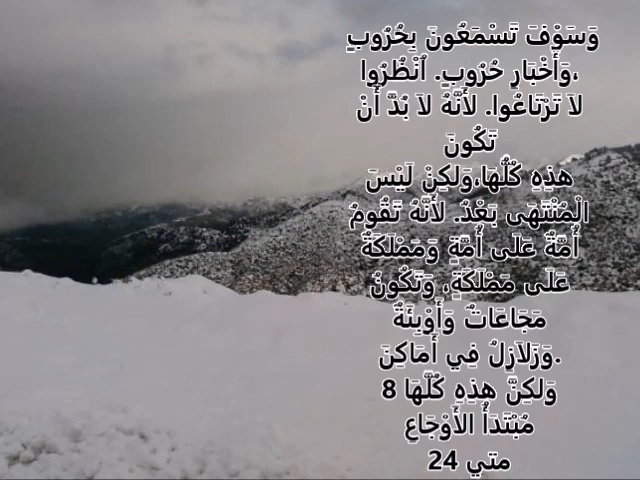 وَسَوْفَ تَسْمَعُونَ بِحُرُوبٍ
،وَأَخْبَارِ حُرُوبٍ. اُنْظُرُوا
لاَ تَرْتَاعُوا. لأَنَّهُ لاَ بُدَّ أَنْ
تَكُونَ
هذِهِ كُلُّهَا،وَلكِنْ لَيْسَ
الْمُنْتَهَى بَعْدُ. لأَنَّهُ تَقُومُ
أُمَّةٌ عَلَى أُمَّةٍ وَمَمْلَكَةٌ
عَلَى مَمْلَكَةٍ، وَتَكُونُ
مَجَاعَاتٌ وَأَوْبِئَةٌ
.وَزَلاَزِلُ فِي أَمَاكِنَ
وَلكِنَّ هذِهِ كُلَّهَا 8
مُبْتَدَأُ الأَوْجَاعِ
متي 24